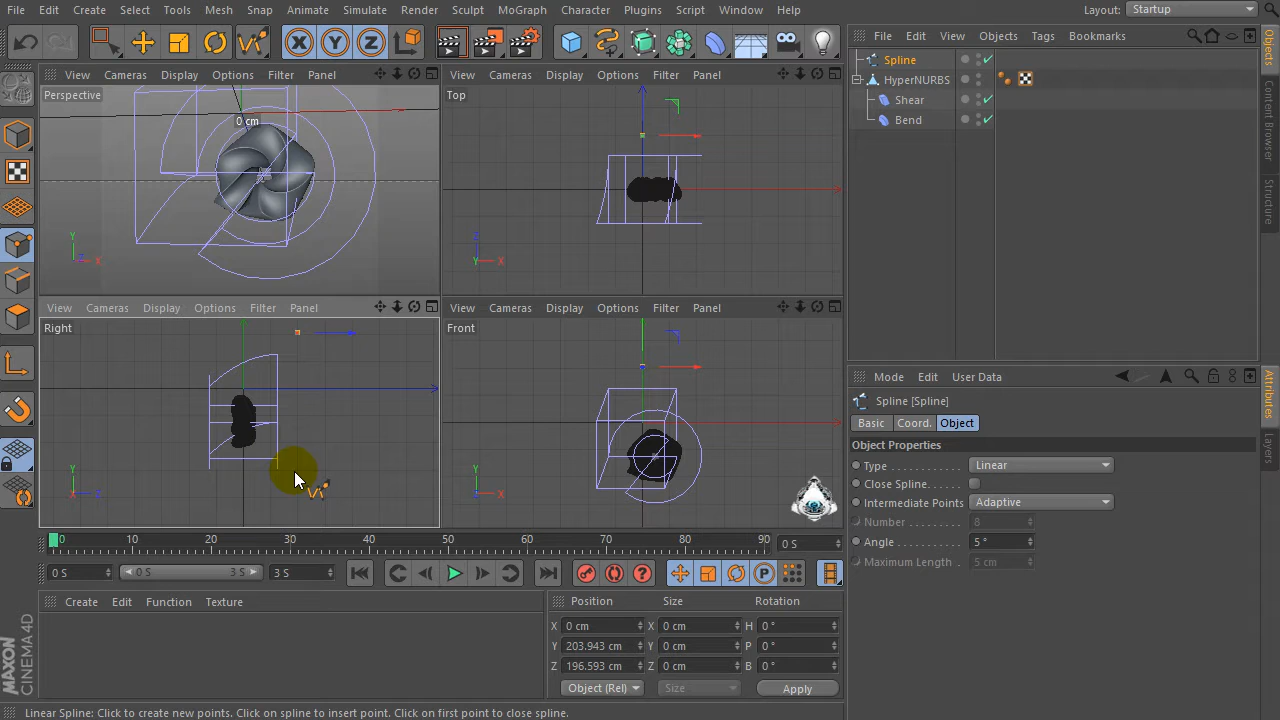 File Edit Create Select Tools Mesh Snap Animate Simulate Render Sculpt MoGraph Character Plugins Script Window Help Layout: Startup
File Edit View Objects Tags Bookmarks
View Cameras Display Options Filter Panel
View Cameras Display Options Filter Panel
Perspective
Top
0 cm
Spline
HyperNURBS
Shear
Bend
Objects
Content Browser
Structure
Y
X
Z
Y
X
View Cameras Display Options Filter Panel
View Cameras Display Options Filter Panel
Right
Front
Y
X
Z
Y
Z
X
Mode Edit User Data
Spline [Spline]
Basic Coord. Object
Object Properties
Type Linear
Close Spline
Intermediate Points Adaptive
Number 8
Angle 5 °
Maximum Length 5 cm
Attributes
Layers
0 10 20 30 40 50 60 70 80 90 0 S
0 S 0 S 3 S 3 S
Create Edit Function Texture
Position Size Rotation
X 0 cm X 0 cm H 0 °
Y 203.943 cm Y 0 cm P 0 °
Z 196.593 cm Z 0 cm B 0 °
Object (Rel) Size Apply
MAXON CINEMA 4D
Linear Spline: Click to create new points. Click on spline to insert point. Click on first point to close spline.